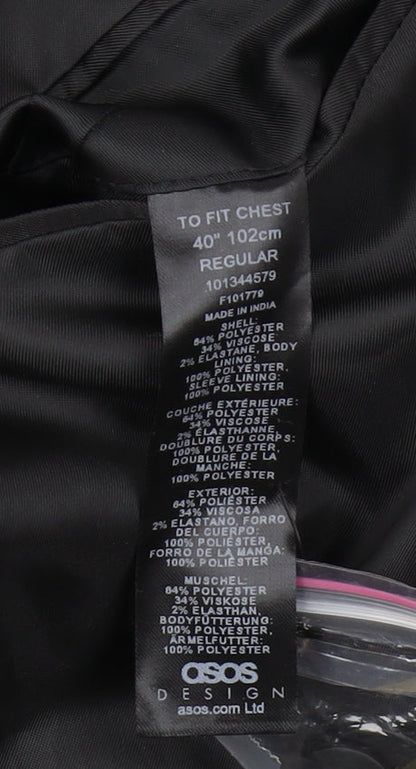 TO FIT CHEST
40" 102cm
REGULAR
101344579
F101779
MADE IN INDIA
SHELL:
64% POLYESTER
34% VISCOSE
2% ELASTANE, BODY
LINING:
100% POLYESTER,
SLEEVE LINING:
100% POLYESTER
COUCHE EXTÉRIEURE:
64% POLYESTER
34% VISCOSE
2% ÉLASTHANNE,
DOUBLURE DU CORPS:
100% POLYESTER,
DOUBLURE DE LA
MANCHE:
100% POLYESTER
EXTERIOR:
64% POLIÉSTER
34% VISCOSA
2% ELASTANO, FORRO
DEL CUERPO:
100% POLIÉSTER,
FORRO DE LA MANGA:
100% POLIÉSTER
MUSCHEL:
64% POLYESTER
34% VISKOSE
2% ELASTHAN,
BODYFÜTTERUNG:
100% POLYESTER,
ÄRMELFUTTER:
100% POLYESTER
asos
DESIGN
asos.com Ltd